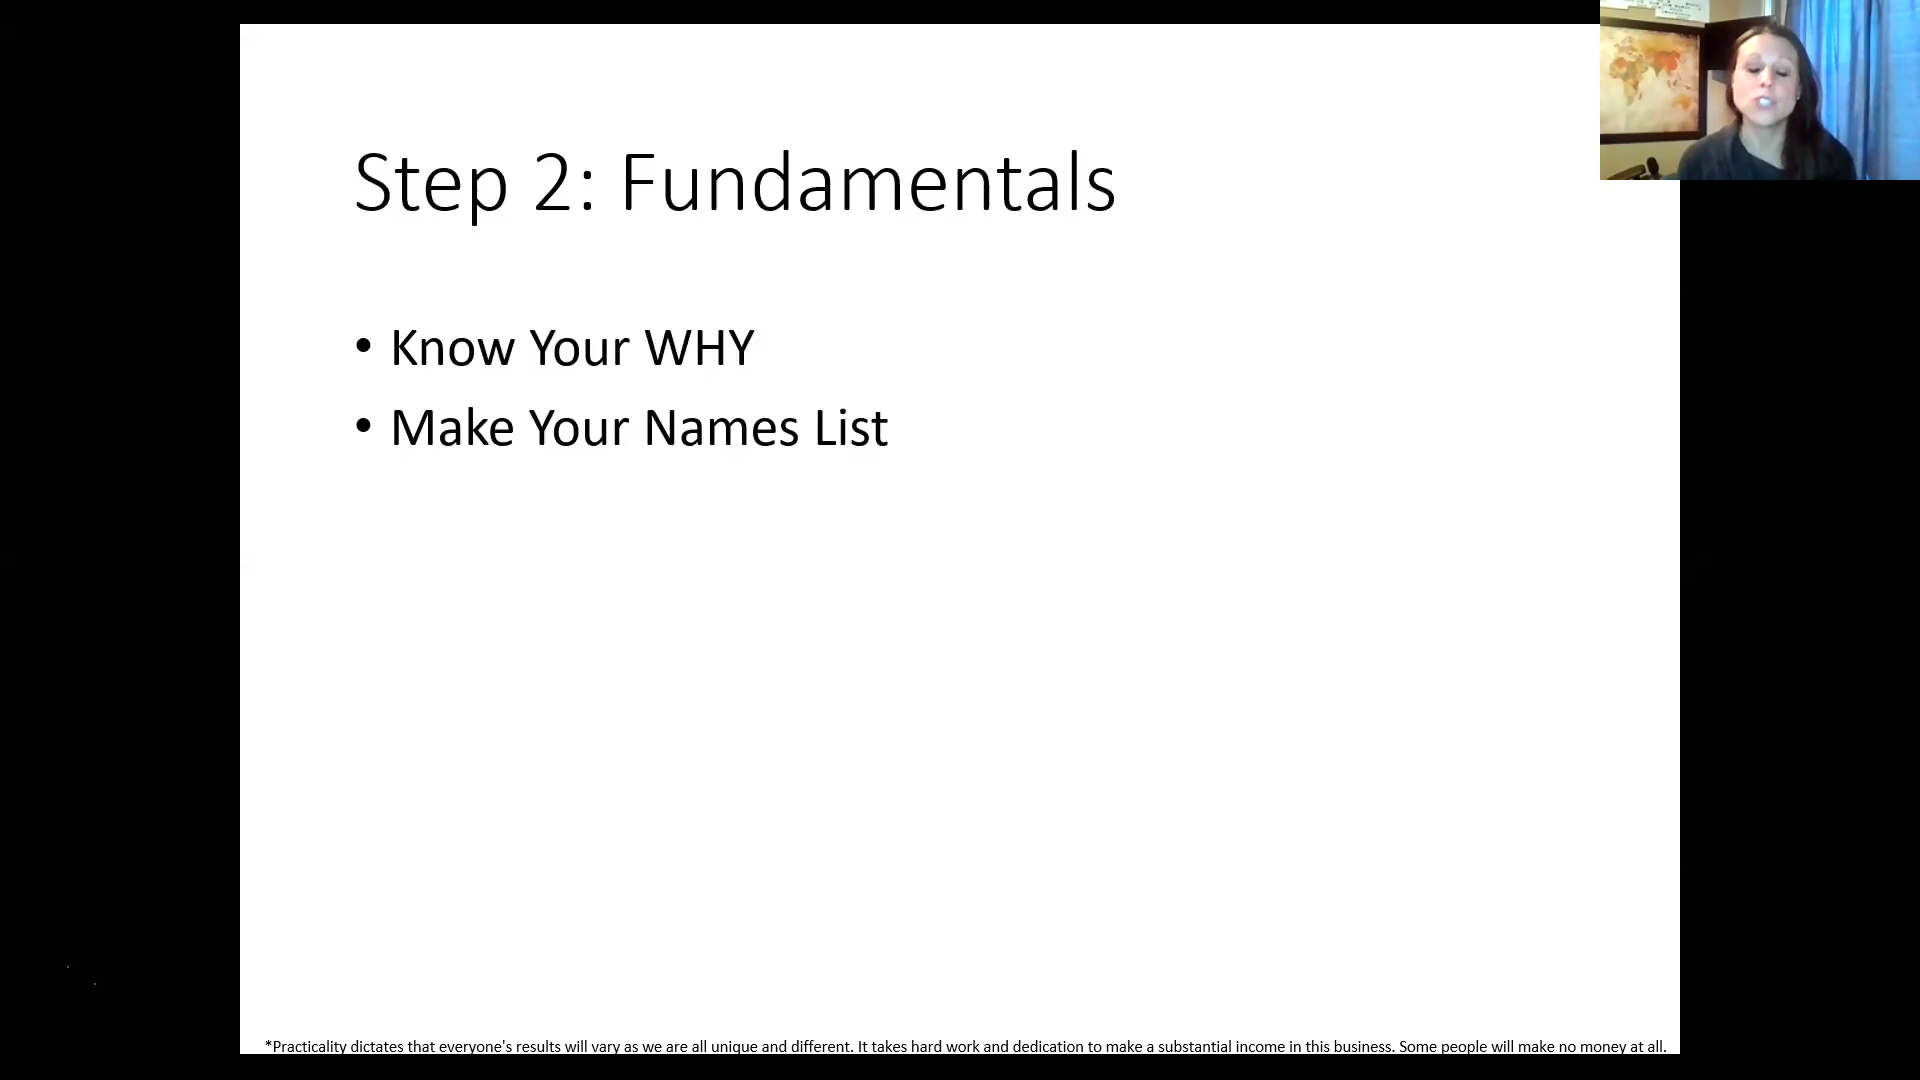 Step 2: Fundamentals
• Know Your WHY
• Make Your Names List
*Practicality dictates that everyone's results will vary as we are all unique and different. It takes hard work and dedication to make a substantial income in this business. Some people will make no money at all.